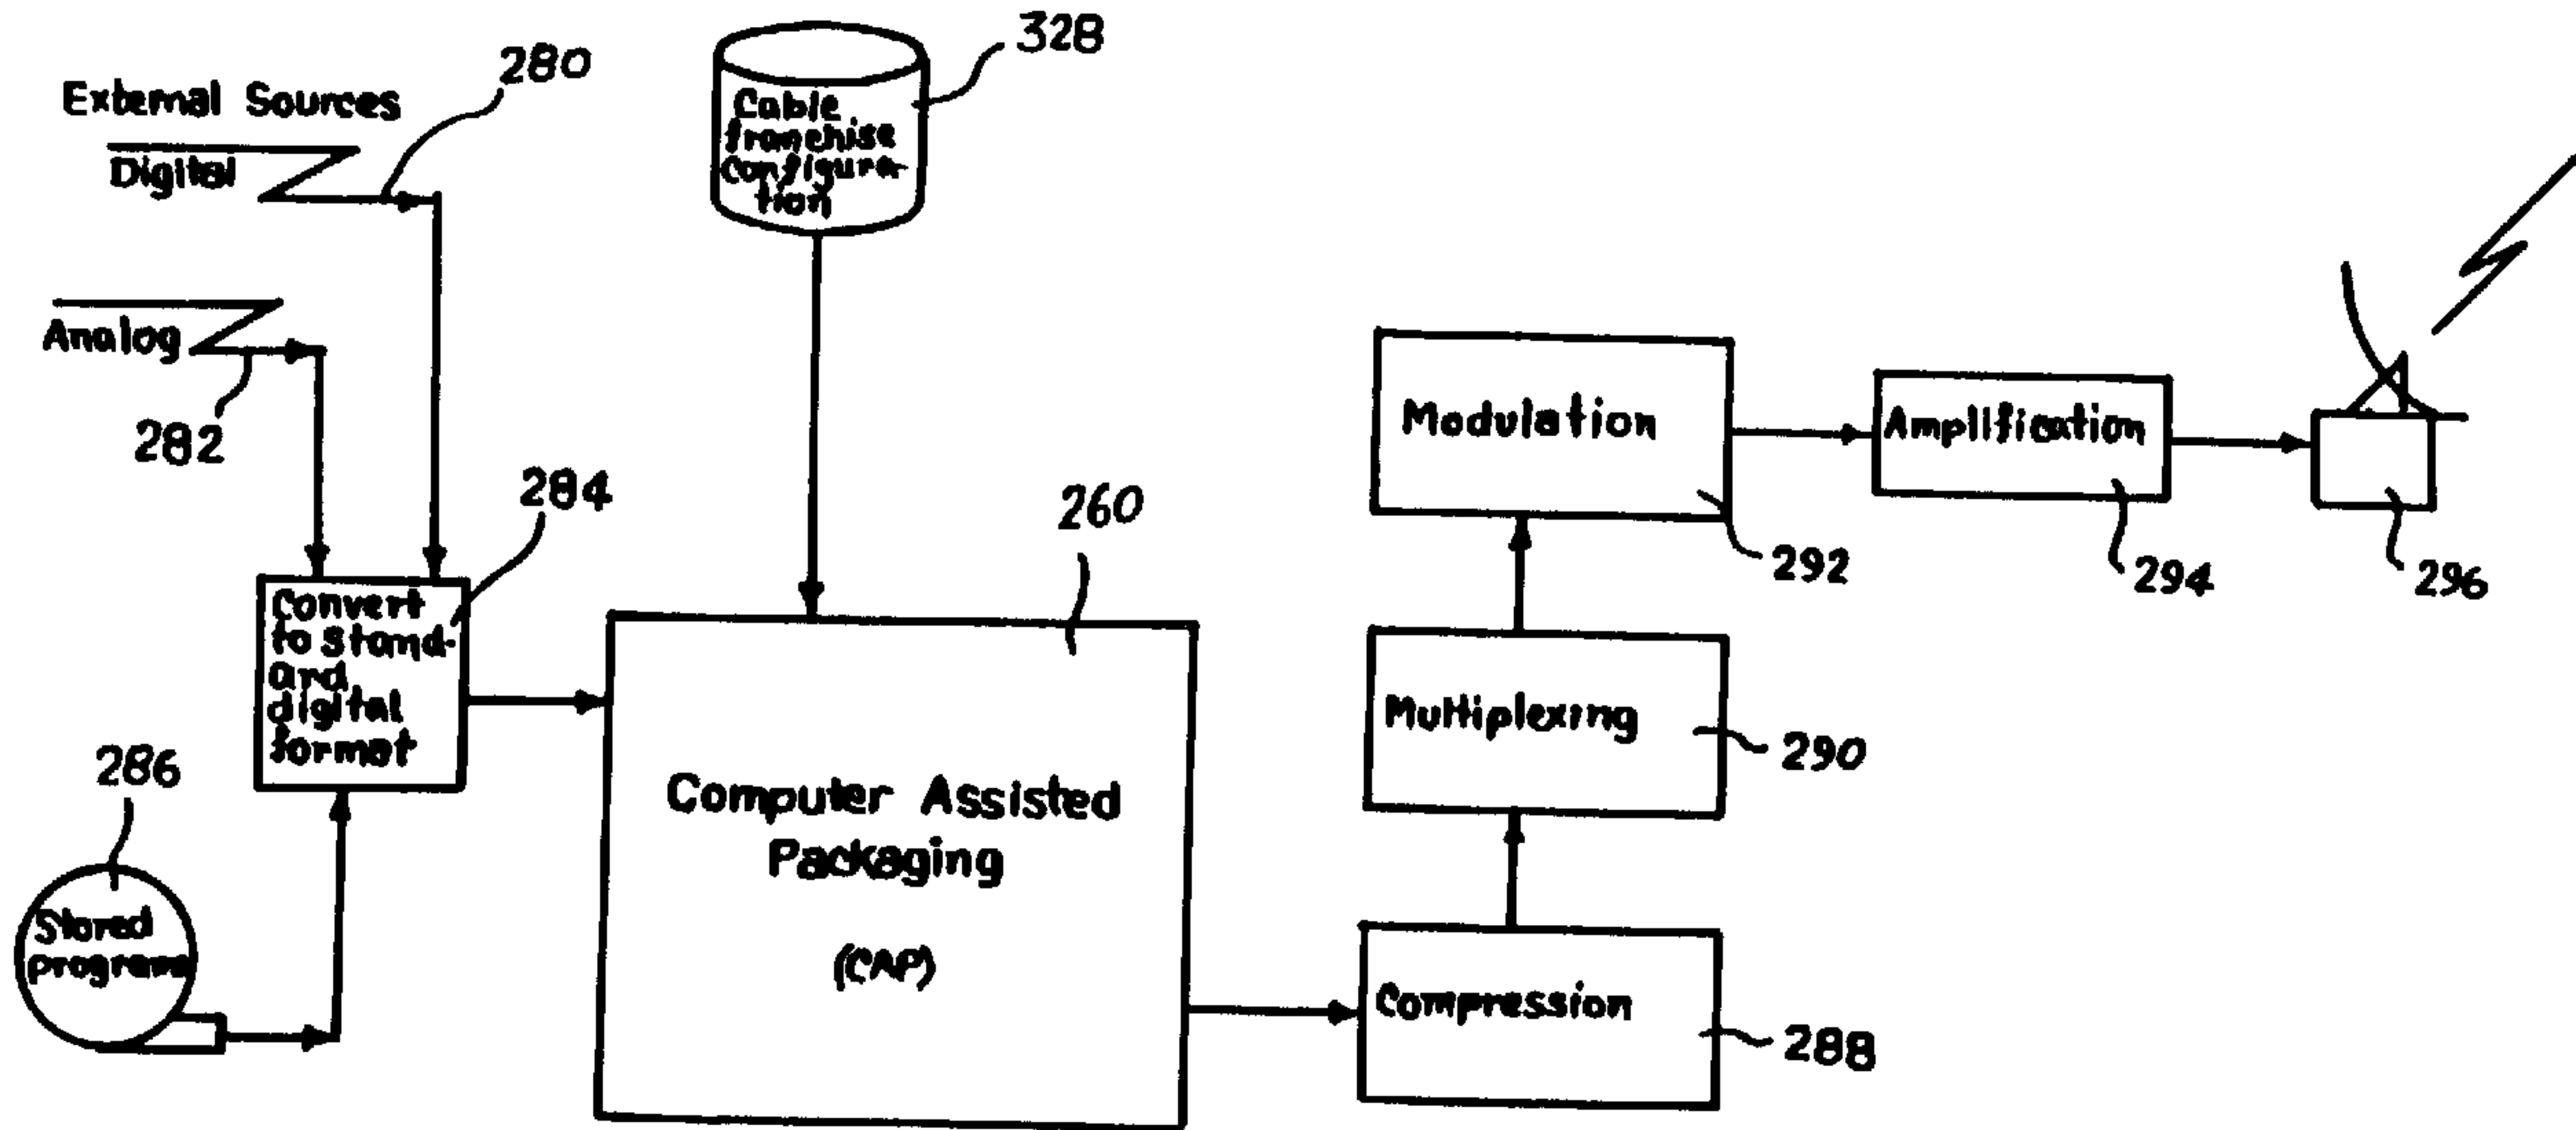 External Sources
280
Digital
Analog
282
328
Cable
franchise
configura-
tion
284
Convert
to stand-
ard
digital
format
286
Stored
programs
260
Computer Assisted
Packaging
(CAP)
Modulation
292
Amplification
294
296
Multiplexing
290
Compression
288